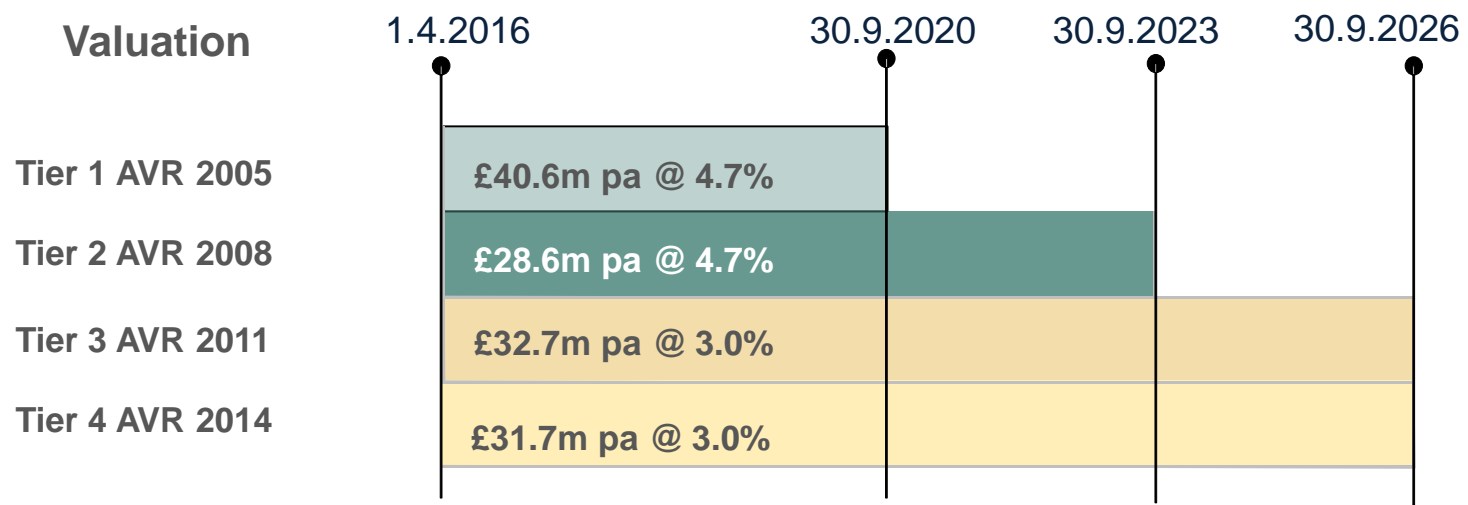 Valuation 1.4.2016 30.9.2020 30.9.2023 30.9.2026
Tier 1 AVR 2005 £40.6m pa @ 4.7%
Tier 2 AVR 2008 £28.6m pa @ 4.7%
Tier 3 AVR 2011 £32.7m pa @ 3.0%
Tier 4 AVR 2014 £31.7m pa @ 3.0%